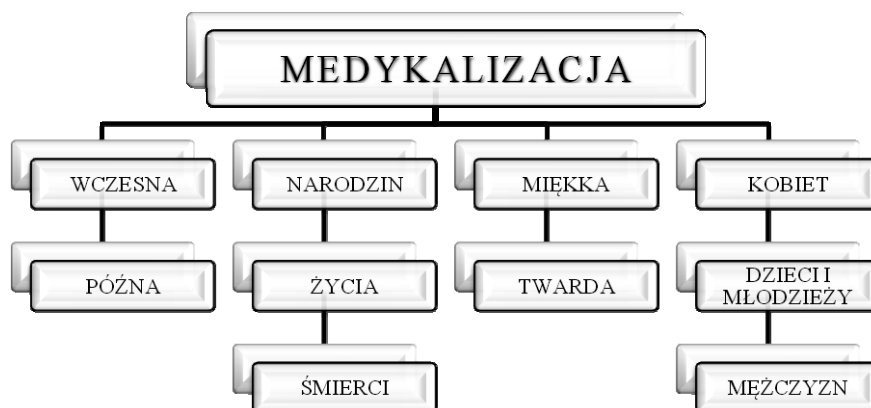 MEDYKALIZACJA
WCZESNA
NARODZIN
MIĘKKA
KOBIET
PÓŹNA
ŻYCIA
TWARDA
DZIECI I
MŁODZIEŻY
ŚMIERCI
MĘŻCZYZN